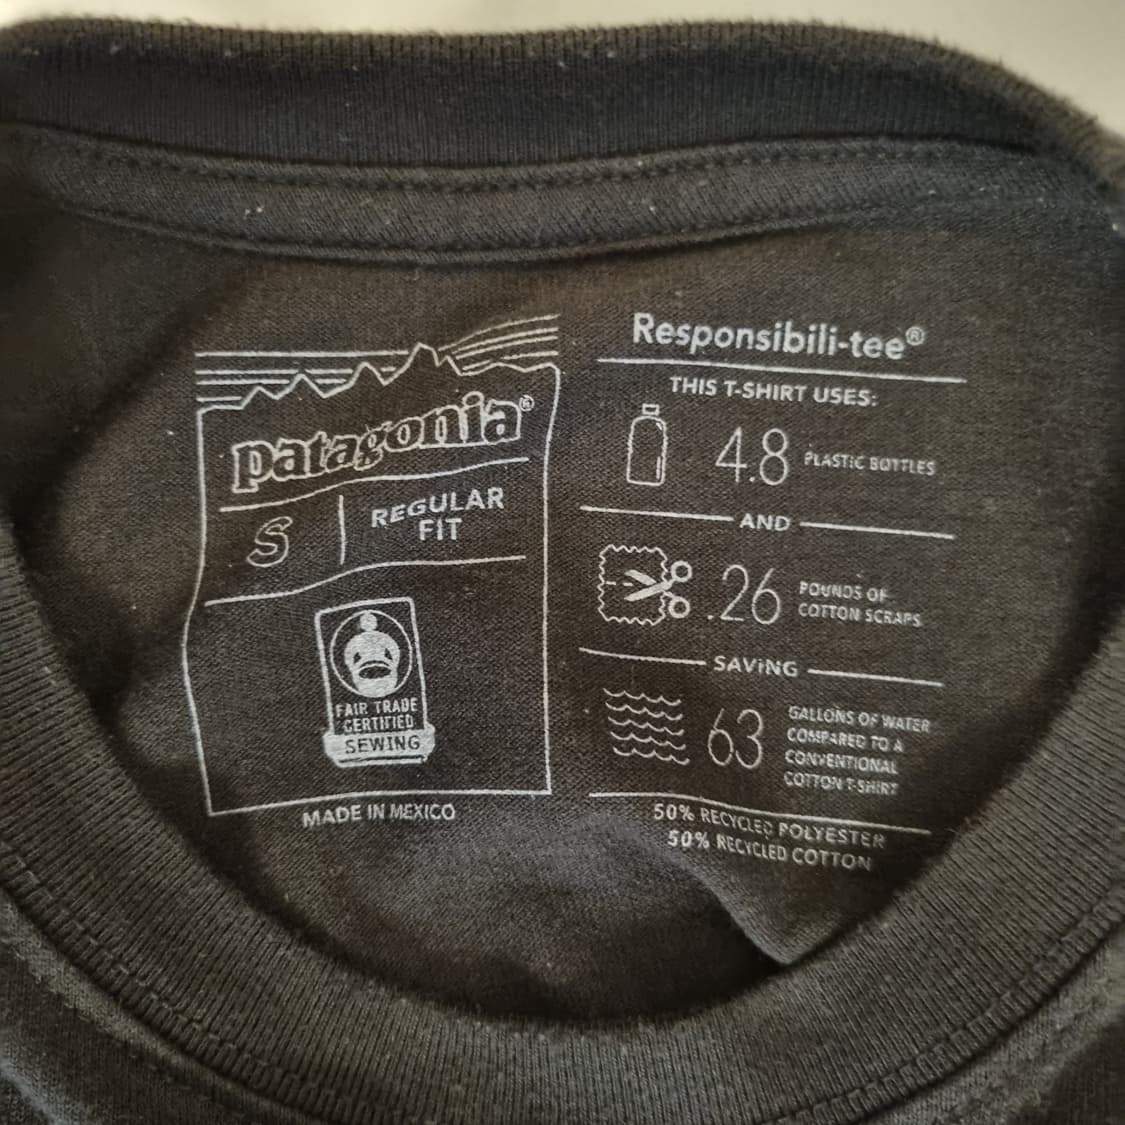 patagonia®
S
REGULAR
FIT
FAIR TRADE
CERTIFIED
SEWING
MADE IN MEXICO
Responsibili-tee®
THIS T-SHIRT USES:
4.8 PLASTIC BOTTLES
AND
.26 POUNDS OF
COTTON SCRAPS
SAVING
63 GALLONS OF WATER
COMPARED TO A
CONVENTIONAL
COTTON T-SHIRT
50% RECYCLED POLYESTER
50% RECYCLED COTTON